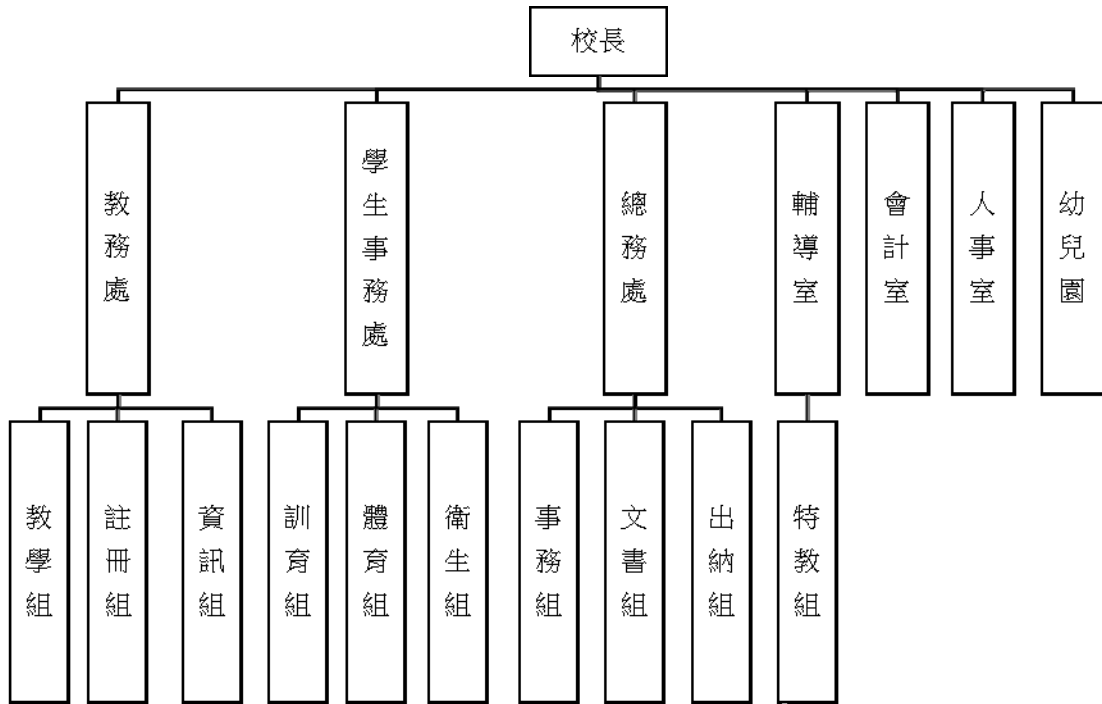 校長
教務處
學生事務處
總務處
輔導室
會計室
人事室
幼兒園
教學組
註冊組
資訊組
訓育組
體育組
衛生組
事務組
文書組
出納組
特教組